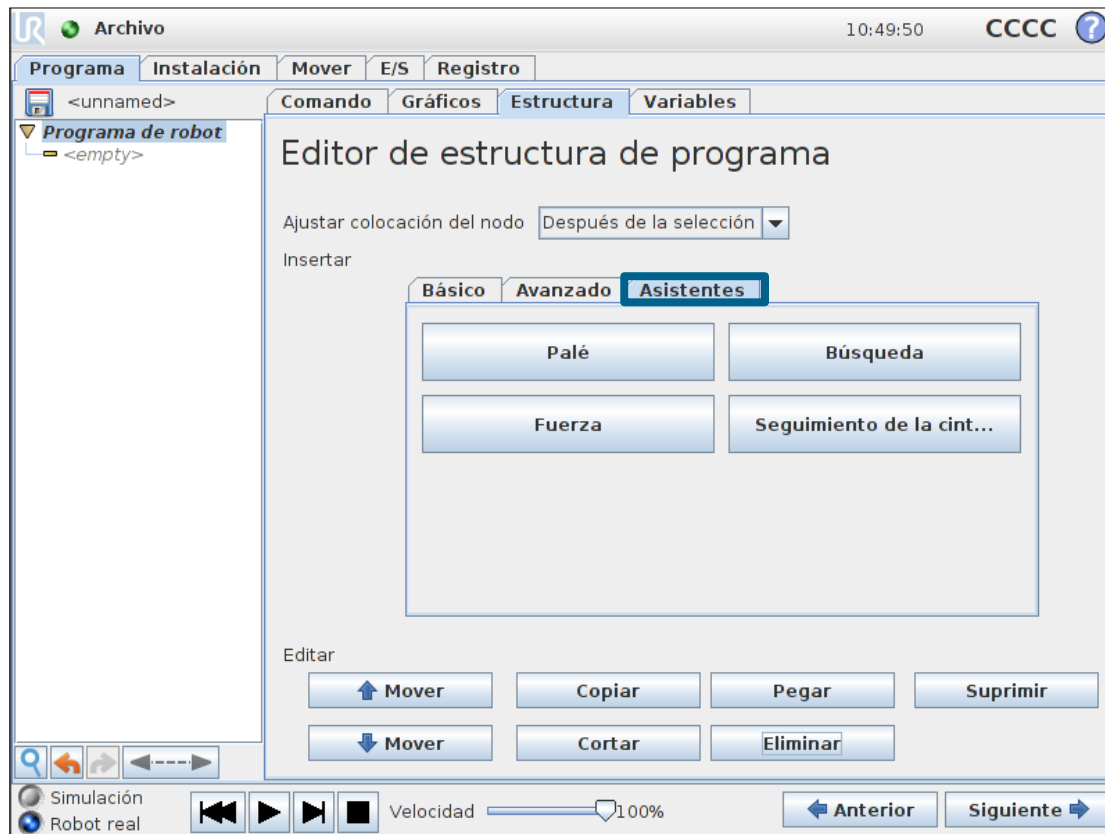 UR Archivo 10:49:50 CCCC ?
Programa Instalación Mover E/S Registro
<unnamed> Comando Gráficos Estructura Variables
Programa de robot
<empty>
Editor de estructura de programa
Ajustar colocación del nodo Después de la selección
Insertar
Básico Avanzado Asistentes
Palé Búsqueda
Fuerza Seguimiento de la cint...
Editar
Mover Copiar Pegar Suprimir
Mover Cortar Eliminar
Simulación
Robot real
Velocidad 100% Anterior Siguiente